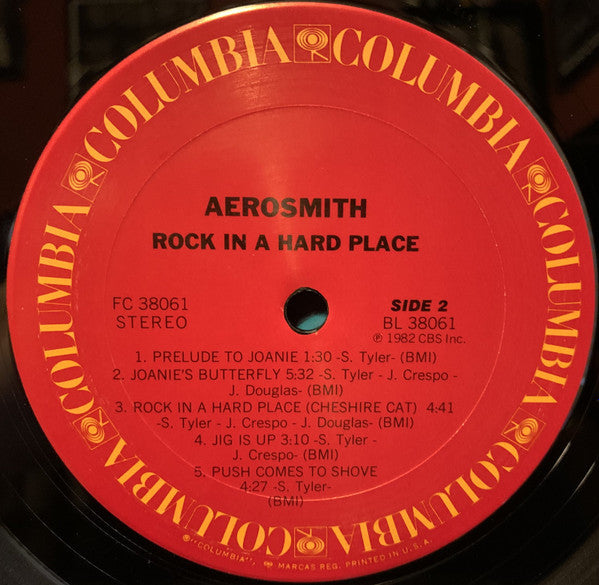 COLUMBIA COLUMBIA COLUMBIA COLUMBIA COLUMBIA COLUMBIA COLUMBIA
AEROSMITH
ROCK IN A HARD PLACE
FC 38061
STEREO
SIDE 2
BL 38061
℗ 1982 CBS Inc.
1. PRELUDE TO JOANIE 1:30 -S. Tyler- (BMI)
2. JOANIE'S BUTTERFLY 5:32 -S. Tyler - J. Crespo -
J. Douglas- (BMI)
3. ROCK IN A HARD PLACE (CHESHIRE CAT) 4:41
-S. Tyler - J. Crespo - J. Douglas- (BMI)
4. JIG IS UP 3:10 -S. Tyler -
J. Crespo- (BMI)
5. PUSH COMES TO SHOVE
4:27 -S. Tyler-
(BMI)
"COLUMBIA", MARCAS REG. PRINTED IN U.S.A.